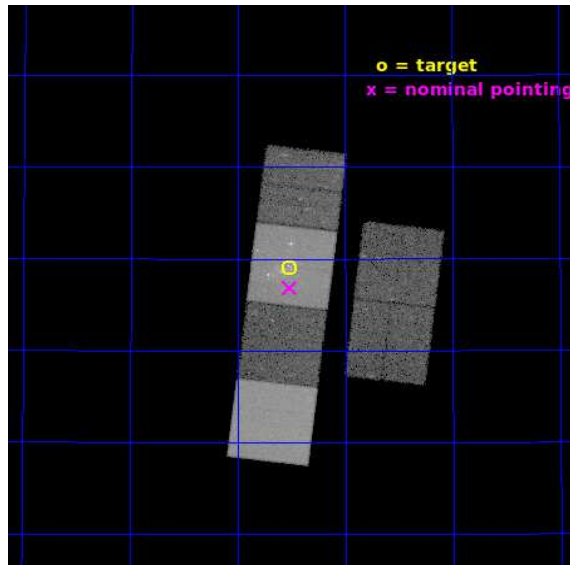 o = target
x = nominal pointing